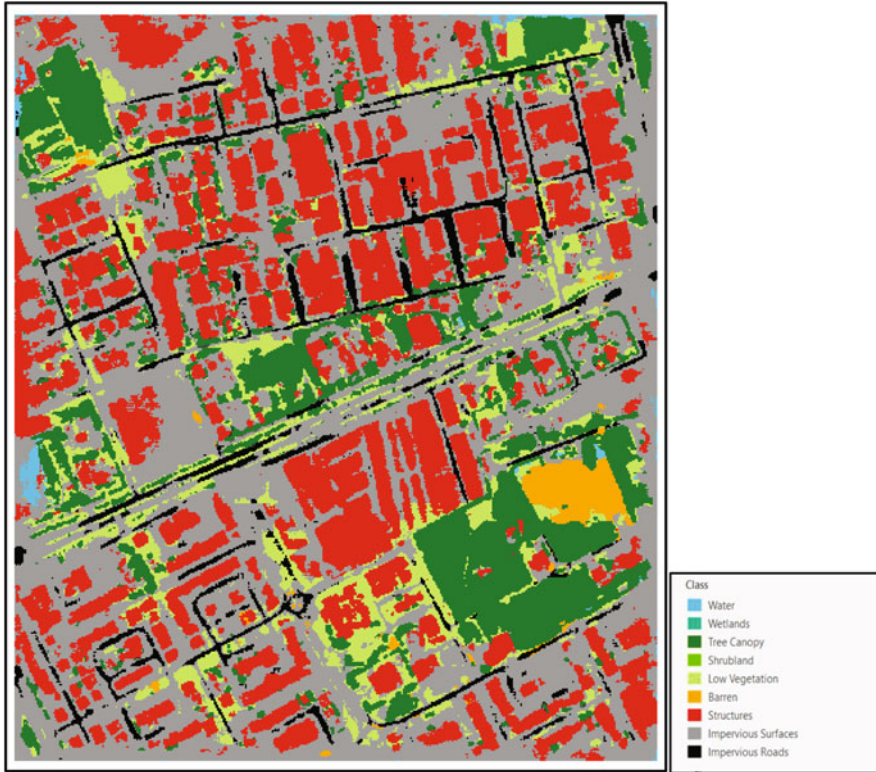 Class
Water
Wetlands
Tree Canopy
Shrubland
Low Vegetation
Barren
Structures
Impervious Surfaces
Impervious Roads